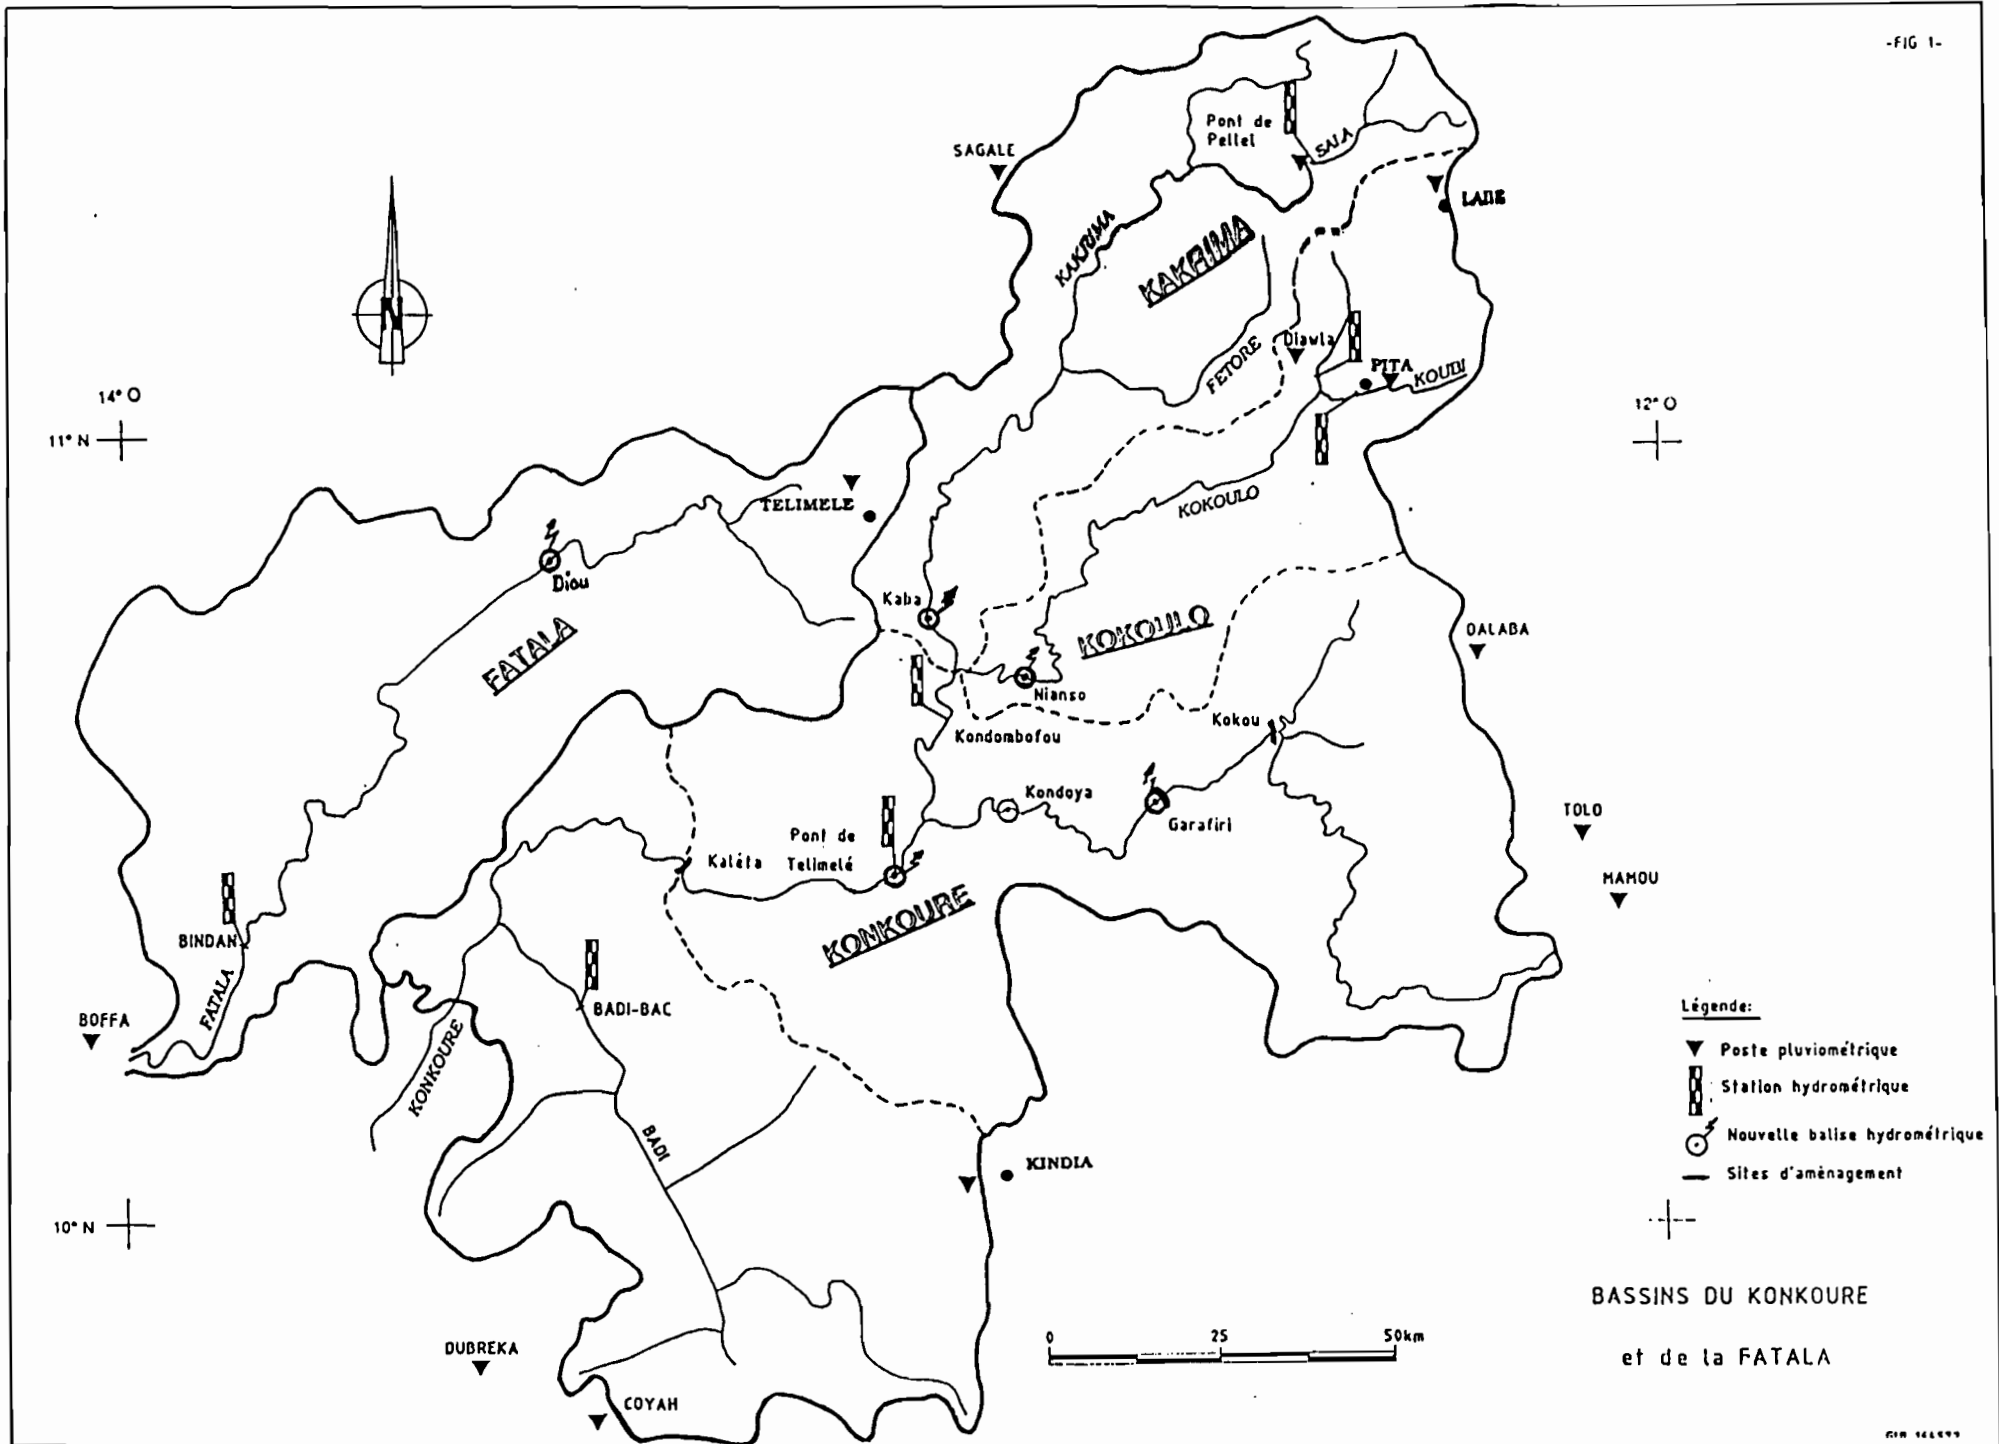 -FIG 1-
Pont de
Pellel
SALA
SAGALE
LABE
KAKRIMA
KAKRIMA
N
FETORE
Diawla
PITA
KOUBI
14° O
11° N
12° O
TELIMELE
KOKOULO
Diou
Kaba
FATALA
KOKOULO
DALABA
Nianso
Kokou
Kondombofou
Kondoya
Garafiri
TOLO
Pont de
Telimelé
Kaléta
MAMOU
KONKOURE
BINDAN
FATALA
BADI-BAC
BOFFA
KONKOURE
BADI
KINDIA
Légende:
Poste pluviométrique
Station hydrométrique
Nouvelle balise hydrométrique
Sites d'aménagement
10° N
BASSINS DU KONKOURE
et de la FATALA
0 25 50km
DUBREKA
COYAH